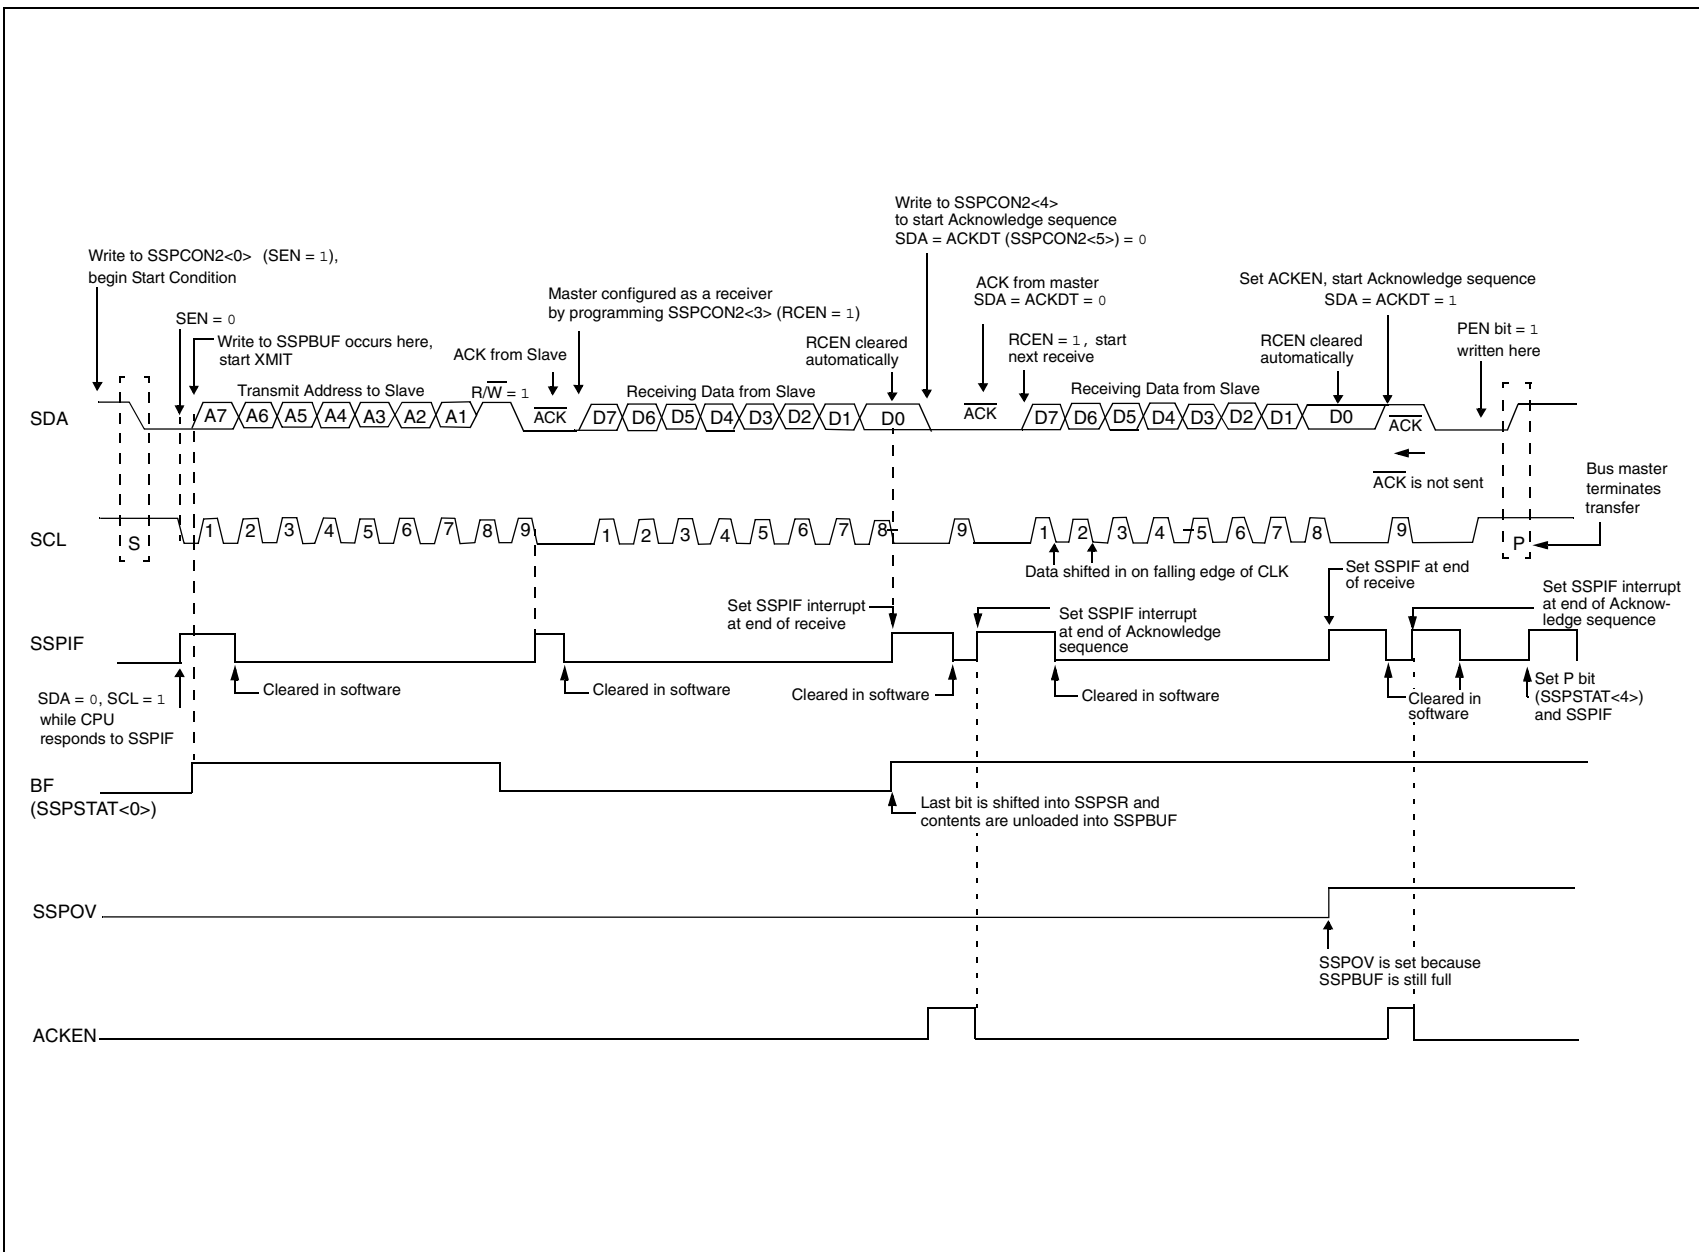 Write to SSPCON2<4>
to start Acknowledge sequence
SDA = ACKDT (SSPCON2<5>) = 0
Write to SSPCON2<0> (SEN = 1),
begin Start Condition
ACK from master
SDA = ACKDT = 0
Set ACKEN, start Acknowledge sequence
SDA = ACKDT = 1
Master configured as a receiver
by programming SSPCON2<3> (RCEN = 1)
SEN = 0
Write to SSPBUF occurs here,
start XMIT
ACK from Slave
RCEN cleared
automatically
RCEN = 1, start
next receive
RCEN cleared
automatically
PEN bit = 1
written here
Transmit Address to Slave
R/W = 1
Receiving Data from Slave
Receiving Data from Slave
SDA
A7 A6 A5 A4 A3 A2 A1 ACK D7 D6 D5 D4 D3 D2 D1 D0 ACK D7 D6 D5 D4 D3 D2 D1 D0 ACK
ACK is not sent
Bus master
terminates
transfer
SCL
S 1 2 3 4 5 6 7 8 9 1 2 3 4 5 6 7 8 9 1 2 3 4 5 6 7 8 9 P
Data shifted in on falling edge of CLK
Set SSPIF at end
of receive
Set SSPIF interrupt
at end of receive
Set SSPIF interrupt
at end of Acknowledge
sequence
Set SSPIF interrupt
at end of Acknow-
ledge sequence
SSPIF
Cleared in software
Cleared in software
Cleared in software
Cleared in software
Cleared in
software
Set P bit
(SSPSTAT<4>)
and SSPIF
SDA = 0, SCL = 1
while CPU
responds to SSPIF
BF
(SSPSTAT<0>)
Last bit is shifted into SSPSR and
contents are unloaded into SSPBUF
SSPOV
SSPOV is set because
SSPBUF is still full
ACKEN